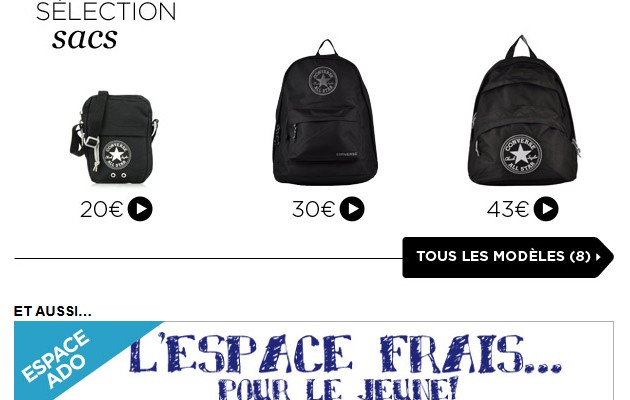 SÉLECTION
sacs
CONVERSE
ALL STAR
CONVERSE
ALL STAR
converse
CONVERSE
Chuck Taylor
ALL STAR
20€
30€
43€
TOUS LES MODÈLES (8)
ET AUSSI...
ESPACE
ADO
L'ESPACE FRAIS...
POUR LE JEUNE!